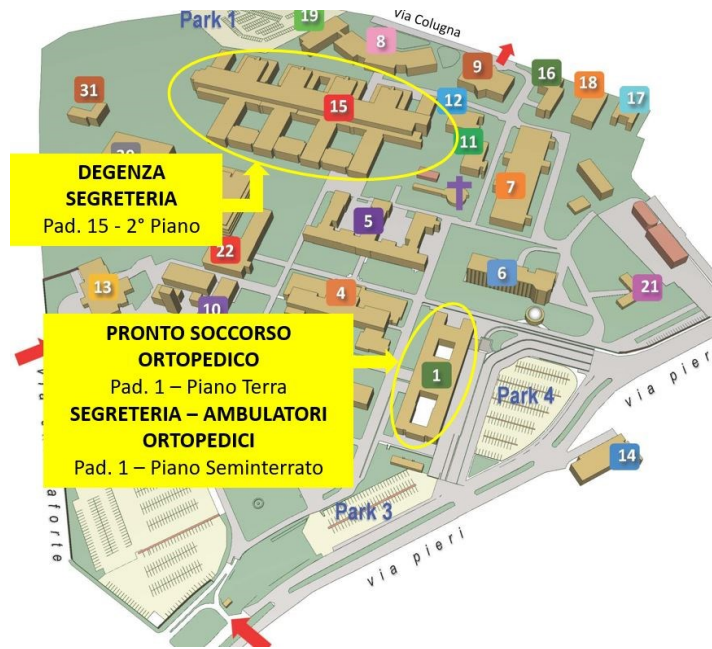 Park 1
19
via Colugna
8
9
16
18
17
31
15
12
11
7
DEGENZA
SEGRETERIA
Pad. 15 - 2° Piano
5
22
6
21
13
10
4
PRONTO SOCCORSO
ORTOPEDICO
Pad. 1 – Piano Terra
SEGRETERIA – AMBULATORI
ORTOPEDICI
Pad. 1 – Piano Seminterrato
1
Park 4
via pier
14
Park 3
via pieri
aforte